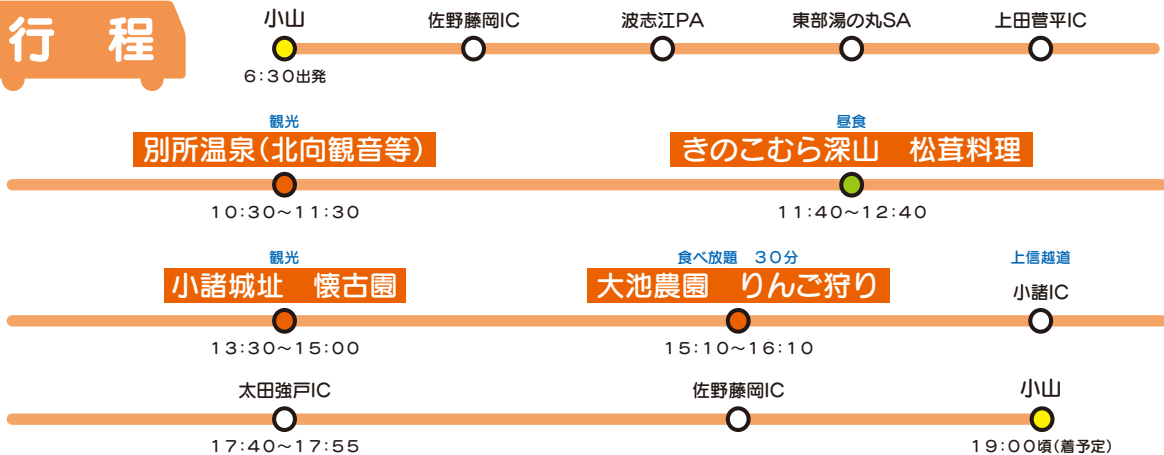 行 程
小山
佐野藤岡IC
波志江PA
東部湯の丸SA
上田菅平IC
6:30出発
観光
別所温泉(北向観音等)
10:30~11:30
昼食
きのこむら深山 松茸料理
11:40~12:40
観光
小諸城址 懐古園
13:30~15:00
食べ放題 30分
大池農園 りんご狩り
15:10~16:10
上信越道
小諸IC
太田強戸IC
17:40~17:55
佐野藤岡IC
小山
19:00頃(着予定)